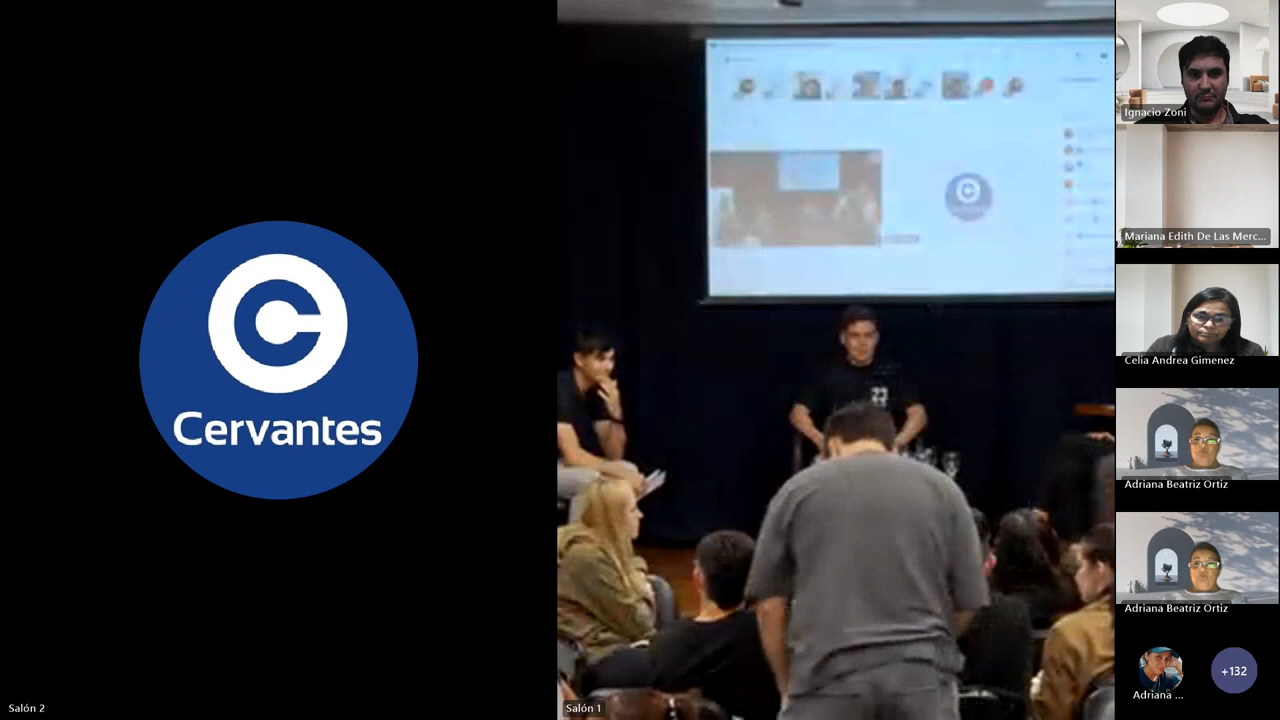 Cervantes
Salón 2
Salón 1
Ignacio Zoni
Mariana Edith De Las Merc...
Celia Andrea Gimenez
Adriana Beatriz Ortiz
Adriana Beatriz Ortiz
Adriana ...
+132